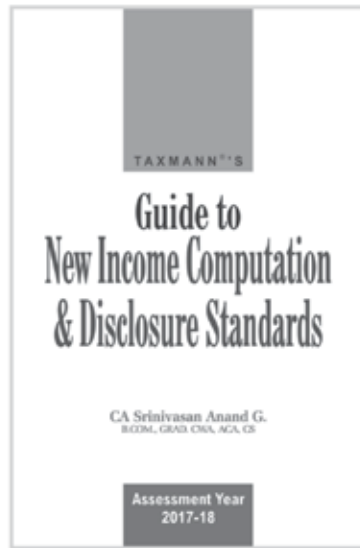 TAXMANN®'S
Guide to
New Income Computation
& Disclosure Standards
CA Srinivasan Anand G.
B.COM., GRAD. CWA, ACA, CS
Assessment Year
2017-18